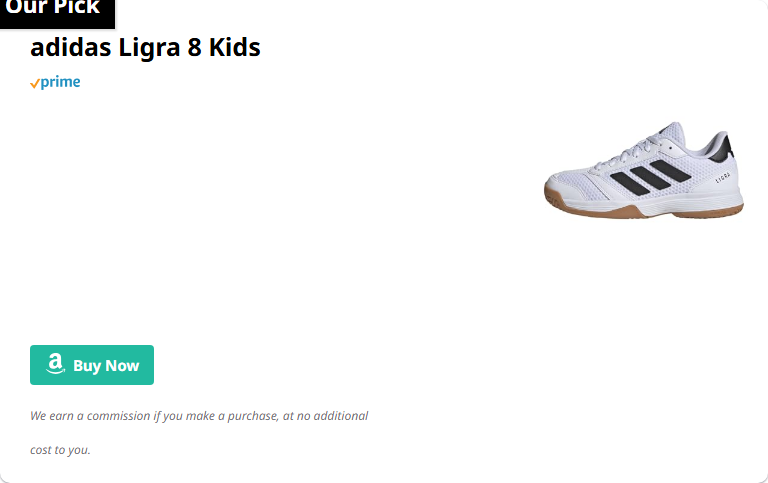 Our Pick
adidas Ligra 8 Kids
prime
LIGRA
a Buy Now
We earn a commission if you make a purchase, at no additional
cost to you.